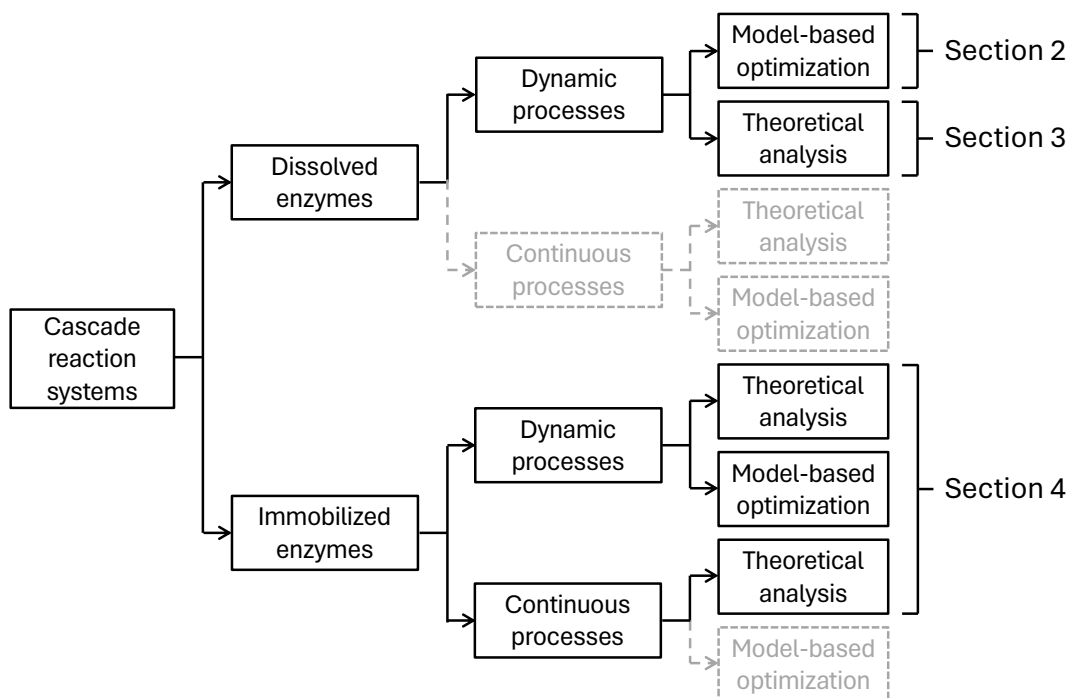 Model-based
optimization
Section 2
Dynamic
processes
Theoretical
analysis
Section 3
Dissolved
enzymes
Theoretical
analysis
Continuous
processes
Model-based
optimization
Cascade
reaction
systems
Theoretical
analysis
Dynamic
processes
Model-based
optimization
Section 4
Immobilized
enzymes
Theoretical
analysis
Continuous
processes
Model-based
optimization